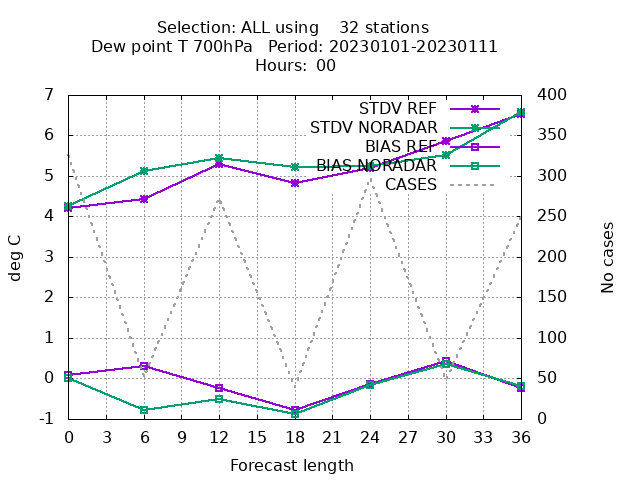 Selection: ALL using 32 stations
Dew point T 700hPa Period: 20230101-20230111
Hours: 00
7 400
STDV REF
STDV NORADAR
6 350
BIAS REF
BIAS NORADAR
5 300
CASES
4 250
3 200
2 150
1 100
0 50
-1 0
deg C
No cases
0 3 6 9 12 15 18 21 24 27 30 33 36
Forecast length